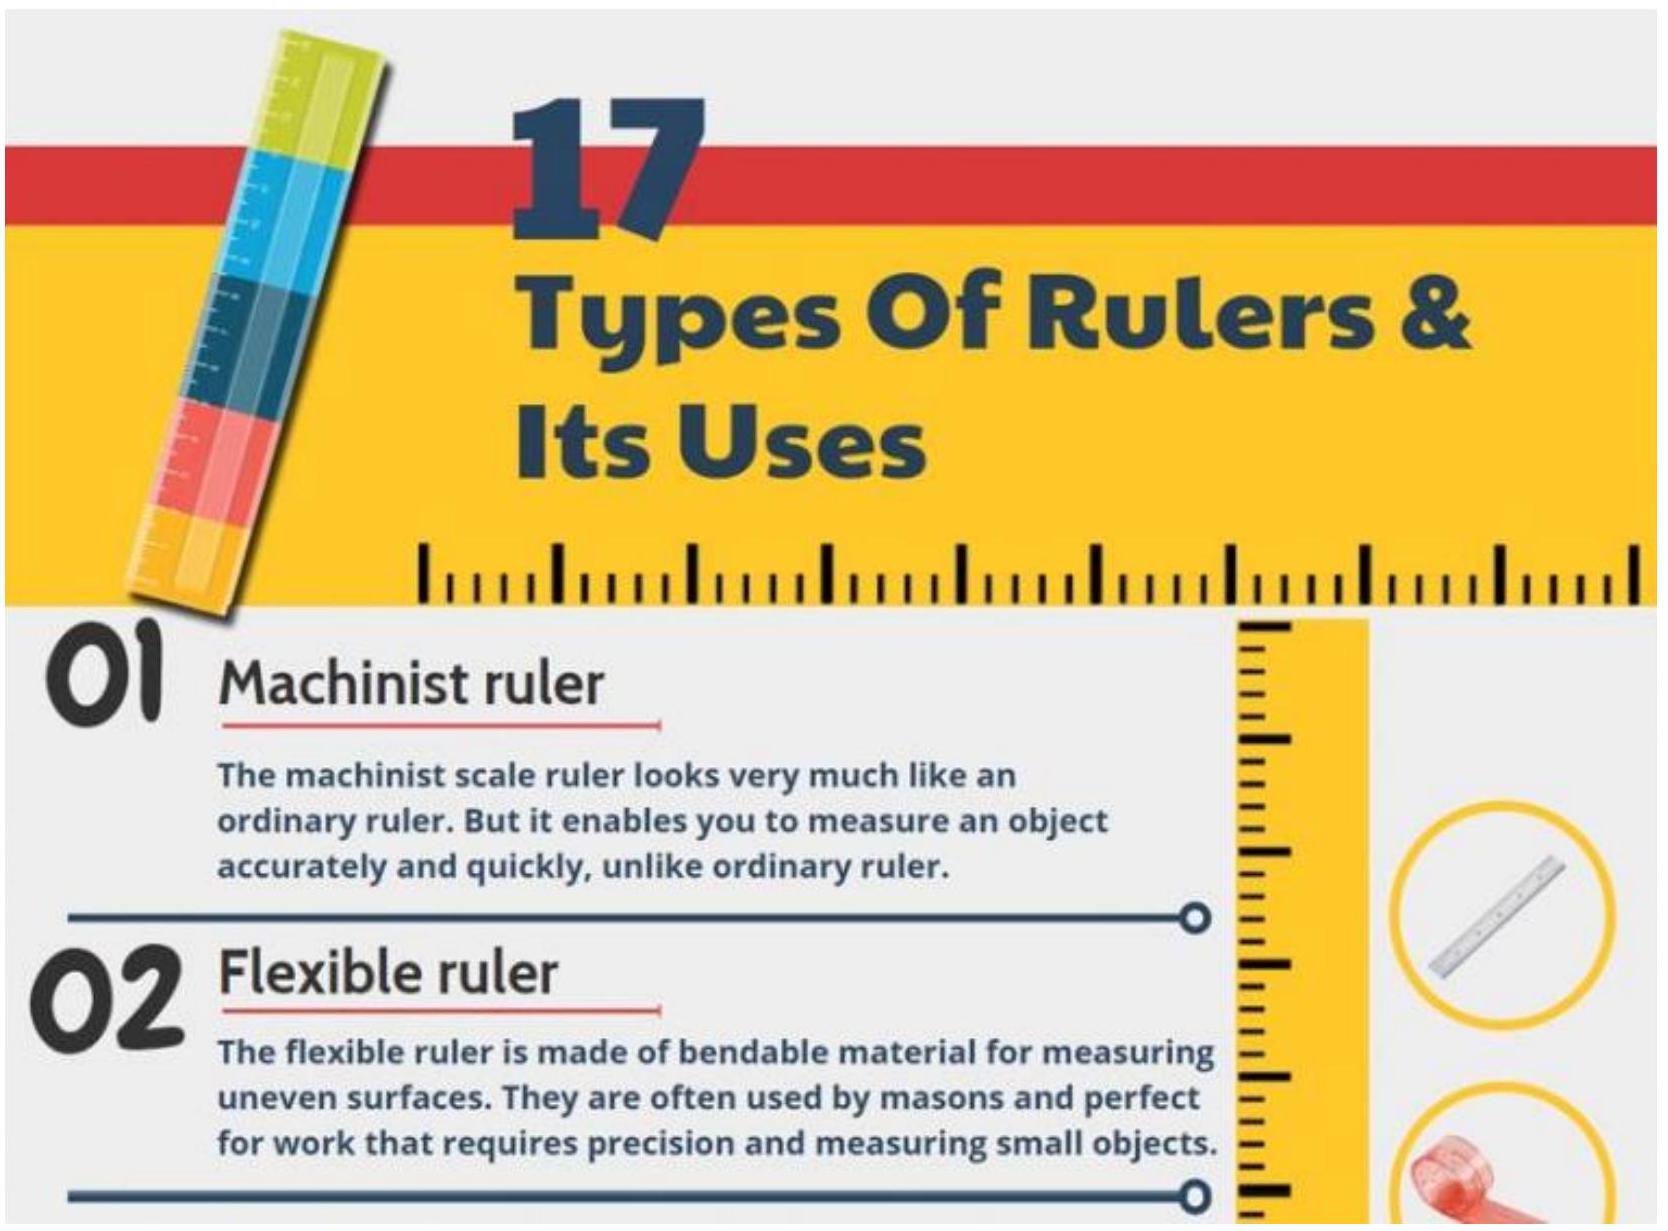 17
Types Of Rulers &
Its Uses
01
Machinist ruler
The machinist scale ruler looks very much like an
ordinary ruler. But it enables you to measure an object
accurately and quickly, unlike ordinary ruler.
02
Flexible ruler
The flexible ruler is made of bendable material for measuring
uneven surfaces. They are often used by masons and perfect
for work that requires precision and measuring small objects.